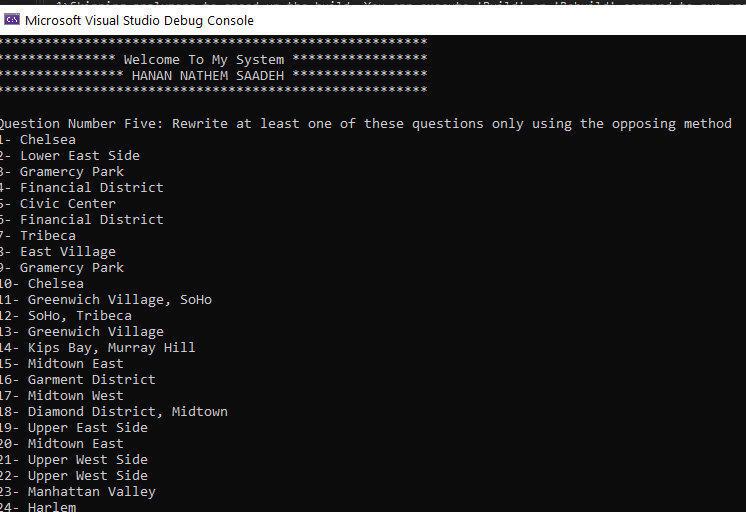 Microsoft Visual Studio Debug Console
******************************************************
*************** Welcome To My System *****************
**************** HANAN NATHEM SAADEH *****************
******************************************************
Question Number Five: Rewrite at least one of these questions only using the opposing method
1- Chelsea
2- Lower East Side
3- Gramercy Park
4- Financial District
5- Civic Center
6- Financial District
7- Tribeca
8- East Village
9- Gramercy Park
10- Chelsea
11- Greenwich Village, SoHo
12- SoHo, Tribeca
13- Greenwich Village
14- Kips Bay, Murray Hill
15- Midtown East
16- Garment District
17- Midtown West
18- Diamond District, Midtown
19- Upper East Side
20- Midtown East
21- Upper West Side
22- Upper West Side
23- Manhattan Valley
24- Harlem